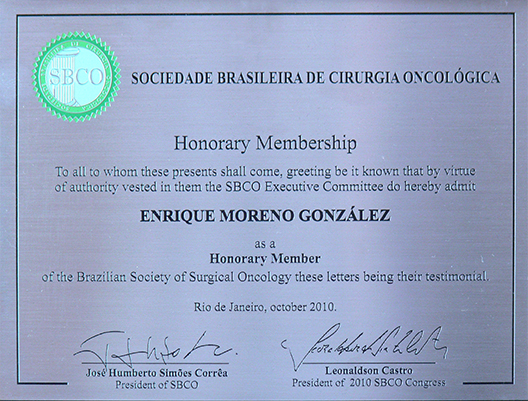 SBCO
SOCIEDADE BRASILEIRA DE CIRURGIA ONCOLÓGICA
Honorary Membership
To all to whom these presents shall come, greeting be it known that by virtue
of authority vested in them the SBCO Executive Committee do hereby admit
ENRIQUE MORENO GONZÁLEZ
as a
Honorary Member
of the Brazilian Society of Surgical Oncology these letters being their testimonial.
Rio de Janeiro, october 2010.
José Humberto Simões Corrêa
President of SBCO
Leonaldson Castro
President of 2010 SBCO Congress